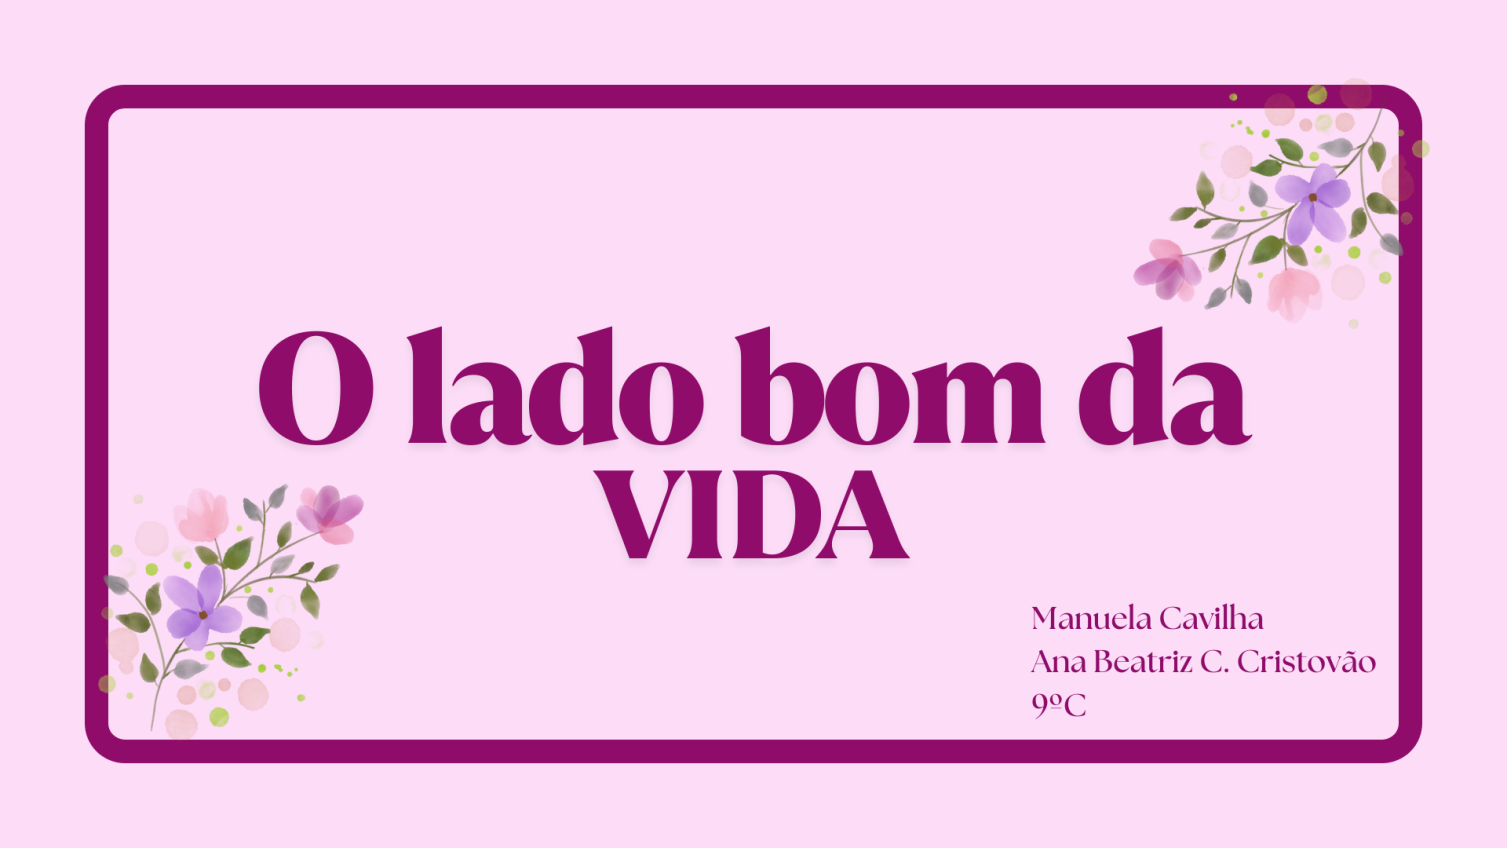 O lado bom da
VIDA
Manuela Cavilha
Ana Beatriz C. Cristovão
9ºC